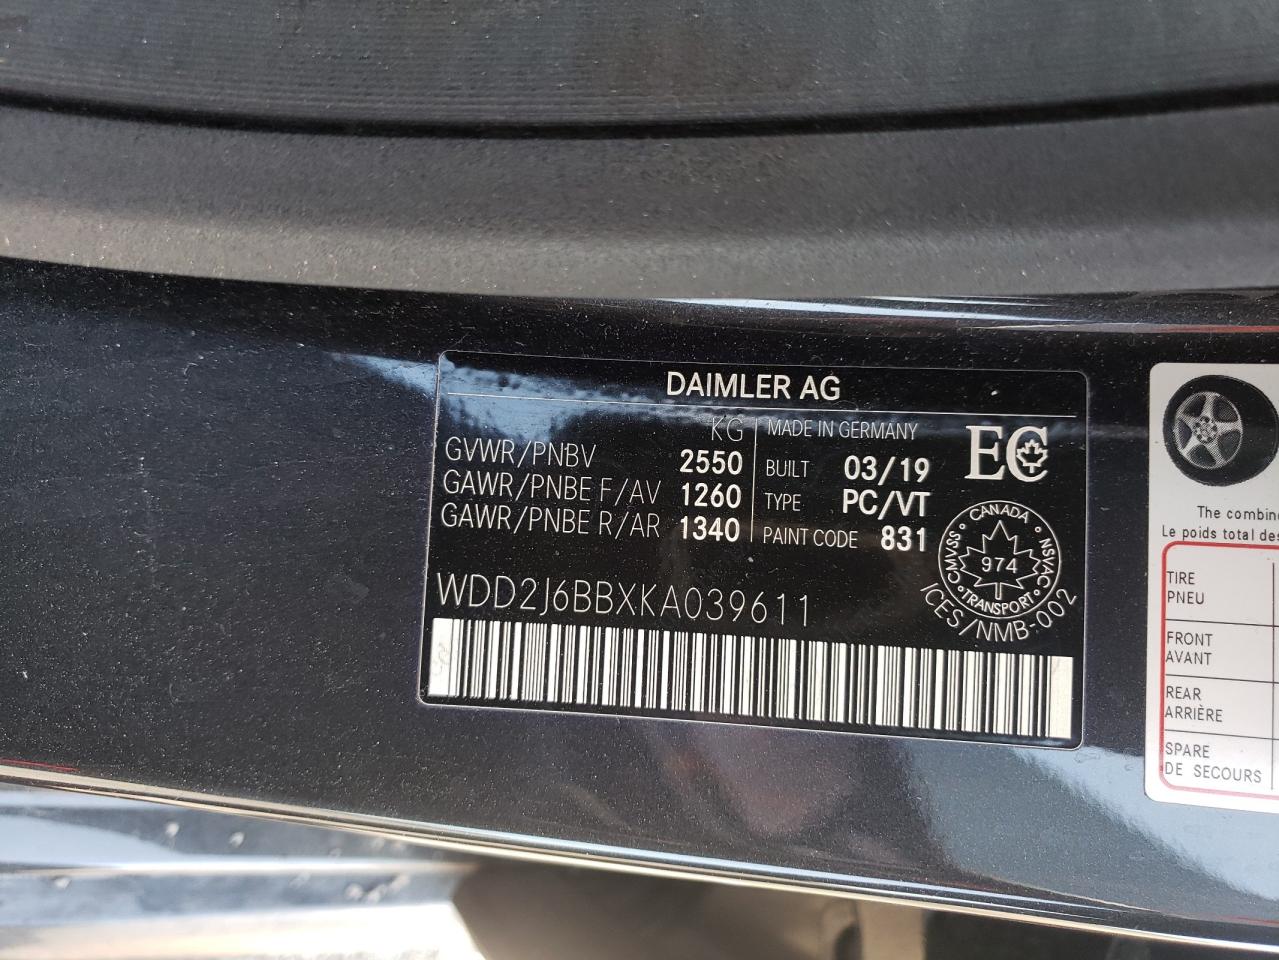 DAIMLER AG
KG
GVWR/PNBV 2550
GAWR/PNBE F/AV 1260
GAWR/PNBE R/AR 1340
MADE IN GERMANY
BUILT 03/19
TYPE PC/VT
PAINT CODE 831
EC
CANADA
CMVSS NSVAC
974
TRANSPORT
ICES/NMB-002
WDD2J6BBXKA039611
The combin
Le poids total des
TIRE
PNEU
FRONT
AVANT
REAR
ARRIÈRE
SPARE
DE SECOURS